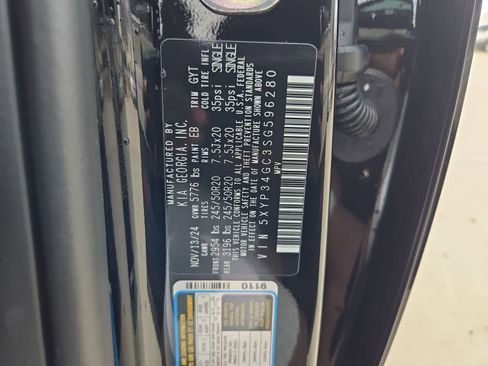 MANUFACTURED BY
KIA GEORGIA, INC.
NOV/13/24 GVWR 5776 lbs PAINT EB TRIM GYT
GAWR TIRES RIMS COLD TIRE INFL
FRONT 2954 lbs 245/50R20 7.5Jx20 35psi SINGLE
REAR 3196 lbs 245/50R20 7.5Jx20 35psi SINGLE
THIS VEHICLE CONFORMS TO ALL APPLICABLE U.S.A. FEDERAL
MOTOR VEHICLE SAFETY AND THEFT PREVENTION STANDARDS
IN EFFECT ON THE DATE OF MANUFACTURE SHOWN ABOVE
VIN 5XYP34GC3SG596280
MPV
9110